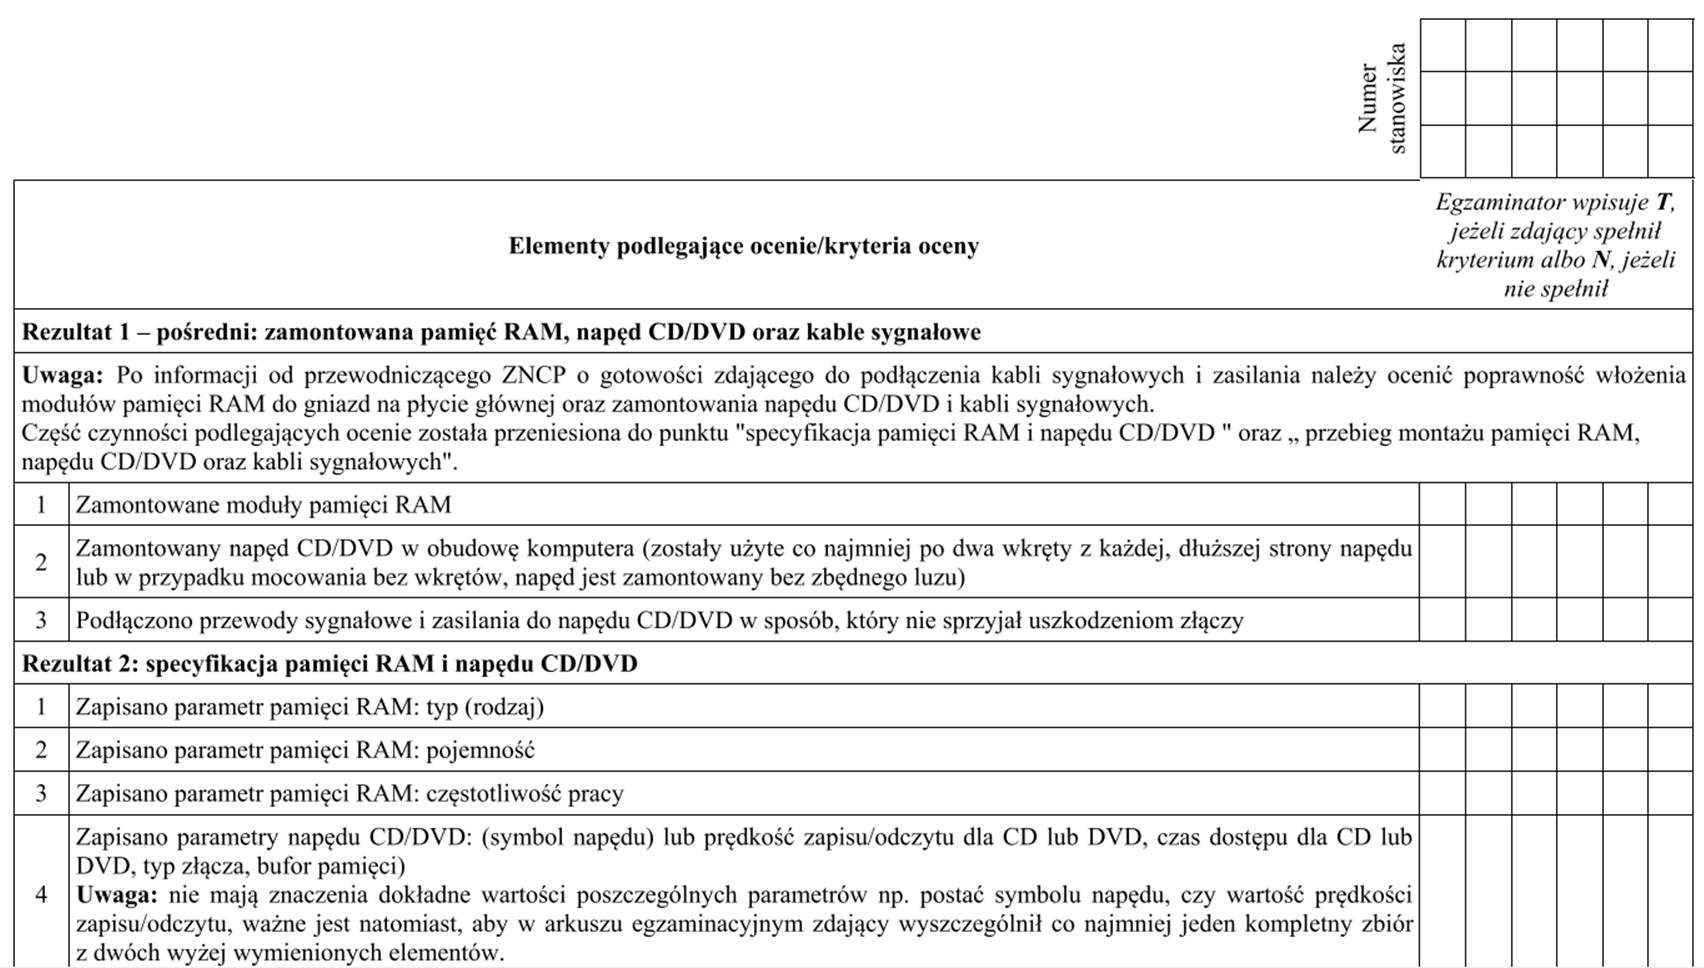 Numer
stanowiska
Elementy podlegające ocenie/kryteria oceny
Egzaminator wpisuje T,
jeżeli zdający spełnił
kryterium albo N, jeżeli
nie spełnił
Rezultat 1 – pośredni: zamontowana pamięć RAM, napęd CD/DVD oraz kable sygnałowe
Uwaga: Po informacji od przewodniczącego ZNCP o gotowości zdającego do podłączenia kabli sygnałowych i zasilania należy ocenić poprawność włożenia
modułów pamięci RAM do gniazd na płycie głównej oraz zamontowania napędu CD/DVD i kabli sygnałowych.
Część czynności podlegających ocenie została przeniesiona do punktu "specyfikacja pamięci RAM i napędu CD/DVD " oraz „ przebieg montażu pamięci RAM,
napędu CD/DVD oraz kabli sygnałowych".
1 Zamontowane moduły pamięci RAM
2 Zamontowany napęd CD/DVD w obudowę komputera (zostały użyte co najmniej po dwa wkręty z każdej, dłuższej strony napędu
lub w przypadku mocowania bez wkrętów, napęd jest zamontowany bez zbędnego luzu)
3 Podłączono przewody sygnałowe i zasilania do napędu CD/DVD w sposób, który nie sprzyjał uszkodzeniom złączy
Rezultat 2: specyfikacja pamięci RAM i napędu CD/DVD
1 Zapisano parametr pamięci RAM: typ (rodzaj)
2 Zapisano parametr pamięci RAM: pojemność
3 Zapisano parametr pamięci RAM: częstotliwość pracy
4 Zapisano parametry napędu CD/DVD: (symbol napędu) lub prędkość zapisu/odczytu dla CD lub DVD, czas dostępu dla CD lub
DVD, typ złącza, bufor pamięci)
Uwaga: nie mają znaczenia dokładne wartości poszczególnych parametrów np. postać symbolu napędu, czy wartość prędkości
zapisu/odczytu, ważne jest natomiast, aby w arkuszu egzaminacyjnym zdający wyszczególnił co najmniej jeden kompletny zbiór
z dwóch wyżej wymienionych elementów.